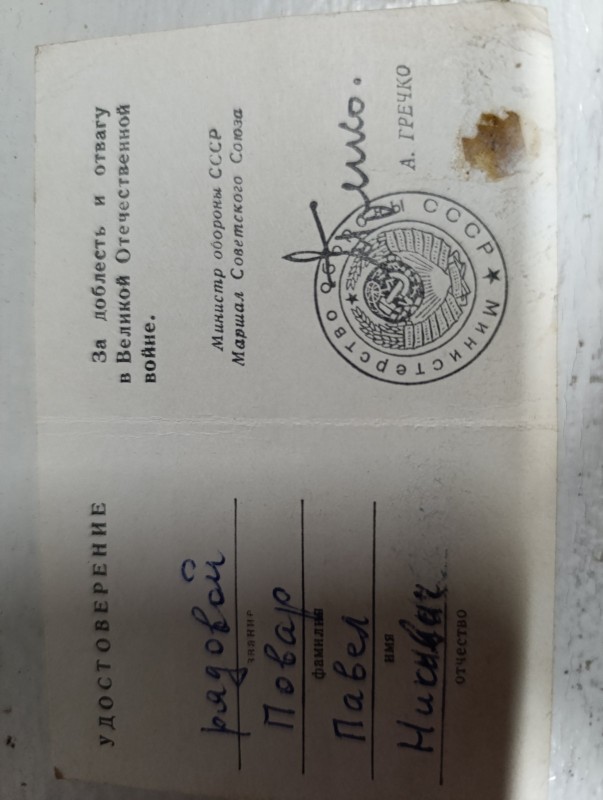 УДОСТОВЕРЕНИЕ
рядовой
звание
Повар
фамилия
Павел
имя
отчество
За доблесть и отвагу
в Великой Отечественной
войне.
Министр обороны СССР
Маршал Советского Союза
А. ГРЕЧКО
МИНИСТЕРСТВО ОБОРОНЫ СССР ★